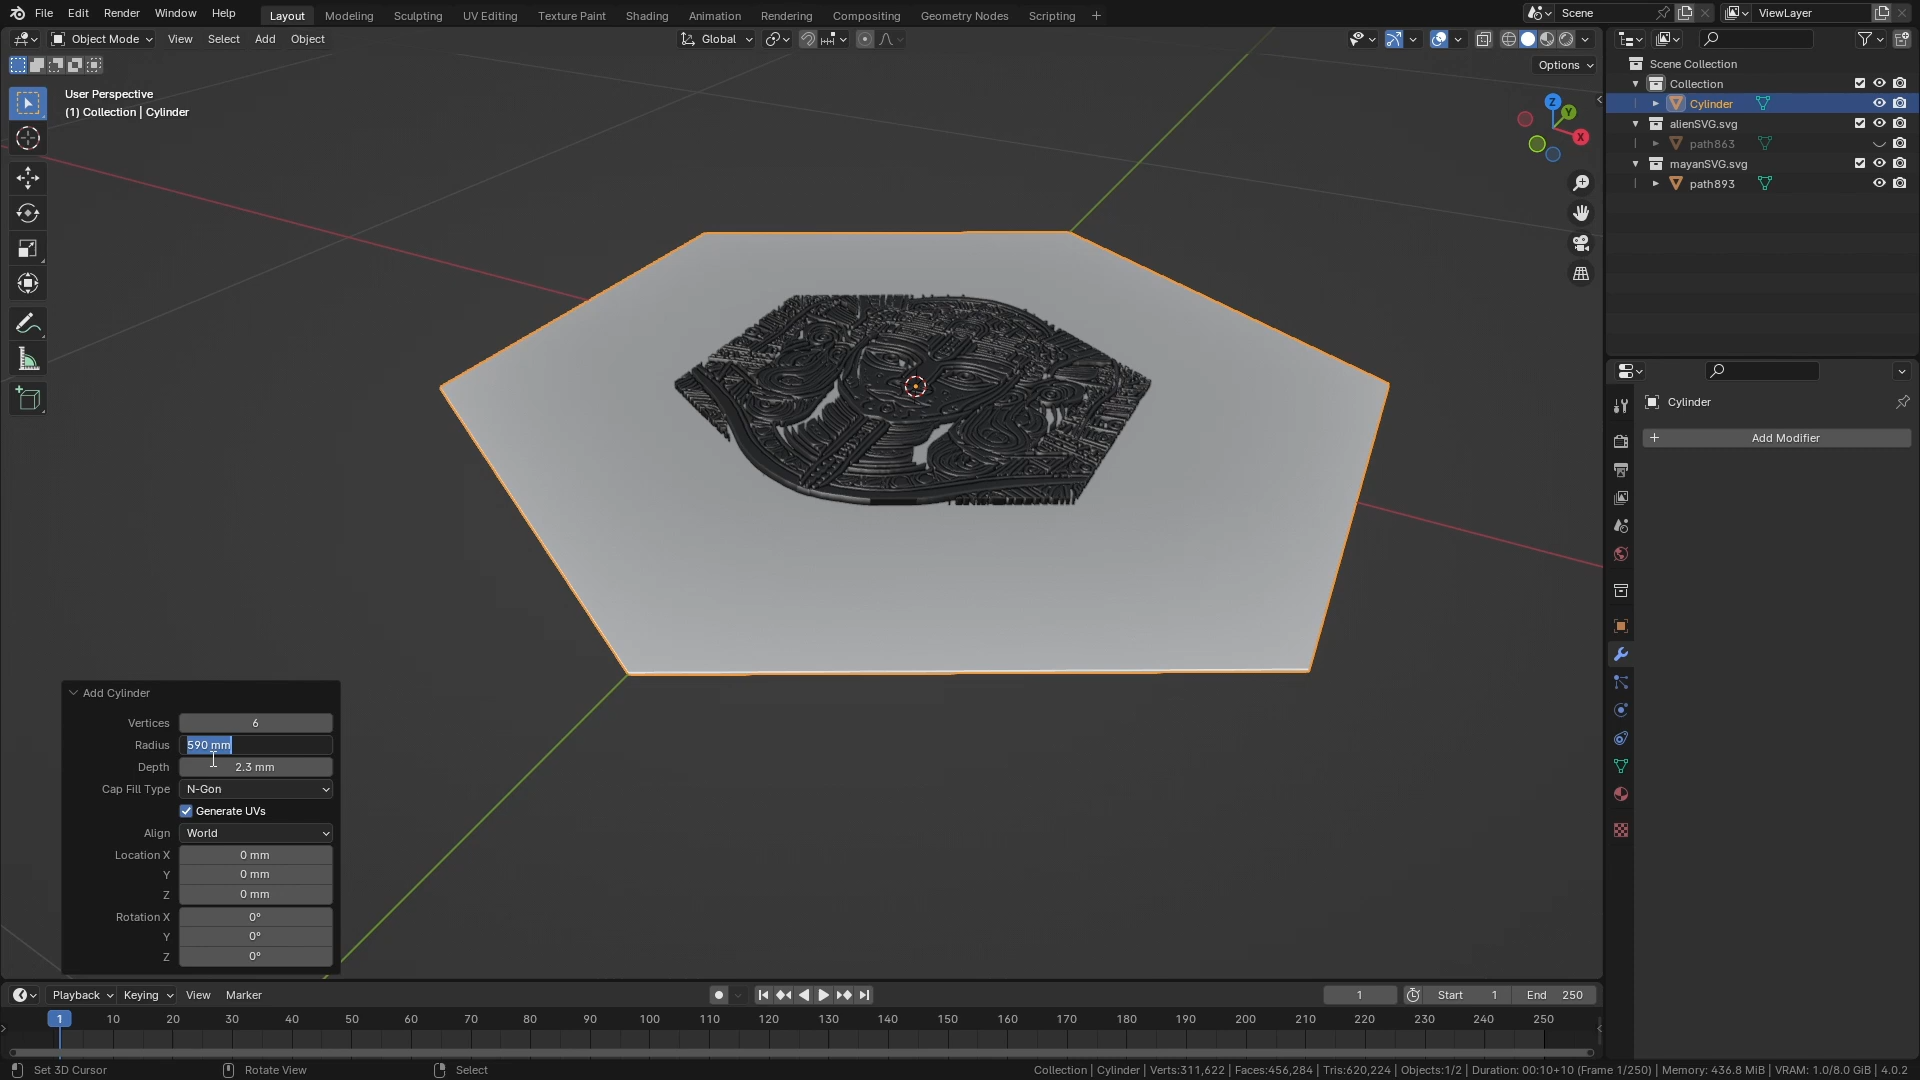 File Edit Render Window Help
Layout Modeling Sculpting UV Editing Texture Paint Shading Animation Rendering Compositing Geometry Nodes Scripting +
Scene ViewLayer
Object Mode View Select Add Object
Global
Options
User Perspective
(1) Collection | Cylinder
Z
Y
X
Scene Collection
Collection
Cylinder
alienSVG.svg
path863
mayanSVG.svg
path893
Cylinder
+ Add Modifier
Add Cylinder
Vertices 6
Radius 590 mm
Depth 2.3 mm
Cap Fill Type N-Gon
Generate UVs
Align World
Location X 0 mm
Y 0 mm
Z 0 mm
Rotation X 0°
Y 0°
Z 0°
Playback Keying View Marker
1 Start 1 End 250
1 10 20 30 40 50 60 70 80 90 100 110 120 130 140 150 160 170 180 190 200 210 220 230 240 250
Set 3D Cursor Rotate View Select
Collection | Cylinder | Verts:311,622 | Faces:456,284 | Tris:620,224 | Objects:1/2 | Duration: 00:10+10 (Frame 1/250) | Memory: 436.8 MiB | VRAM: 1.0/8.0 GiB | 4.0.2